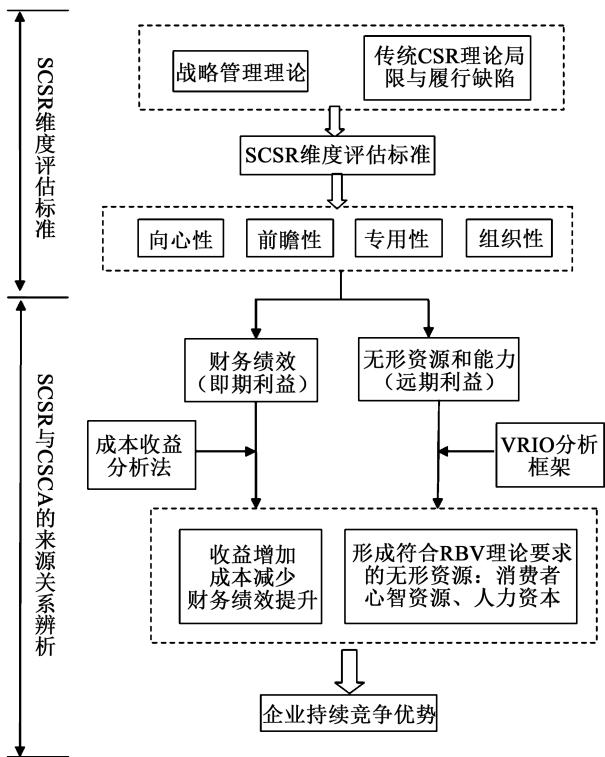 SCSR维度评估标准
战略管理理论
传统CSR理论局
限与履行缺陷
SCSR维度评估标准
向心性
前瞻性
专用性
组织性
SCSR与CSCA的来源关系辨析
财务绩效
（即期利益）
无形资源和能力
（远期利益）
成本收益
分析法
VRIO分析
框架
收益增加
成本减少
财务绩效提升
形成符合RBV理论要求
的无形资源：消费者
心智资源、人力资本
企业持续竞争优势